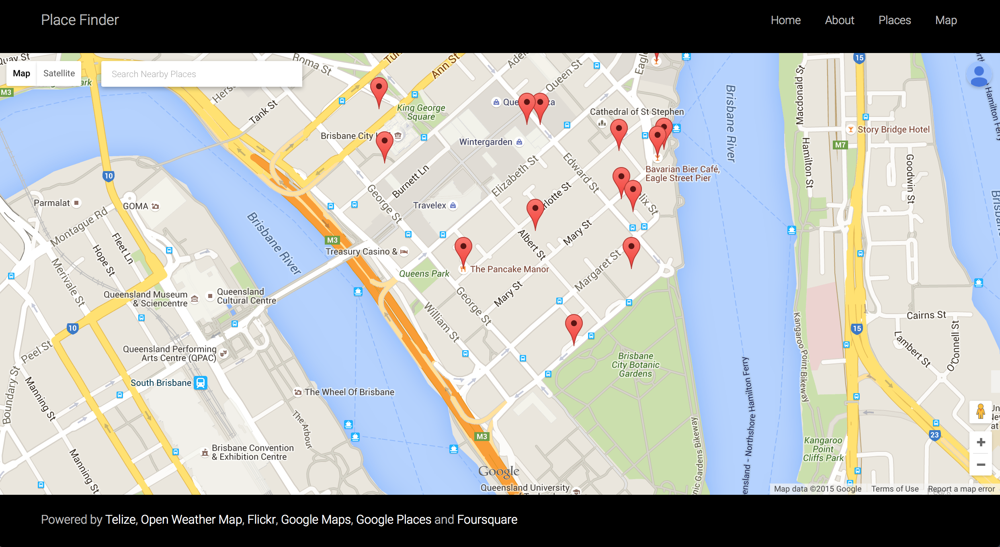 Place Finder
Home
About
Places
Map
Quay St
Map
Satellite
Search Nearby Places
M3
Roma St
Ann St
Queen St
15
Macdonald St
Tank St
King George
Square
Cathedral of St Stephen
Brisbane River
Brisbane City
Wintergarden
Story Bridge Hotel
M7
Hamilton St
Goodwin St
Bavarian Bier Café,
Eagle Street Pier
Edward St
Elizabeth St
Burnett Ln
George St
10
Parmalat
GOMA
Travelex
Montague Rd
Brisbane River
Fleet Ln
Hope St
Mary St
Albert St
M3
Treasury Casino &
The Pancake Manor
Queens Park
Margaret St
Merivale St
Mary St
George St
William St
Queensland Museum
& Sciencentre
Queensland
Cultural Centre
Cairns St
Lambert St
O'Connell St
10
15
Peel St
Queensland Performing
Arts Centre (QPAC)
Brisbane
City Botanic
Gardens
Kangaroo Point Bikeway
Boundary St
Manning St
South Brisbane
The Wheel Of Brisbane
The Arbour
Northshore Hamilton Ferry
M3
23
Kangaroo
Point
Cliffs Park
Brisbane Convention
& Exhibition Centre
Manning St
Gardens Bikeway
Google
Queensland University
Map data ©2015 Google
Terms of Use
Report a map error
Powered by Telize, Open Weather Map, Flickr, Google Maps, Google Places and Foursquare